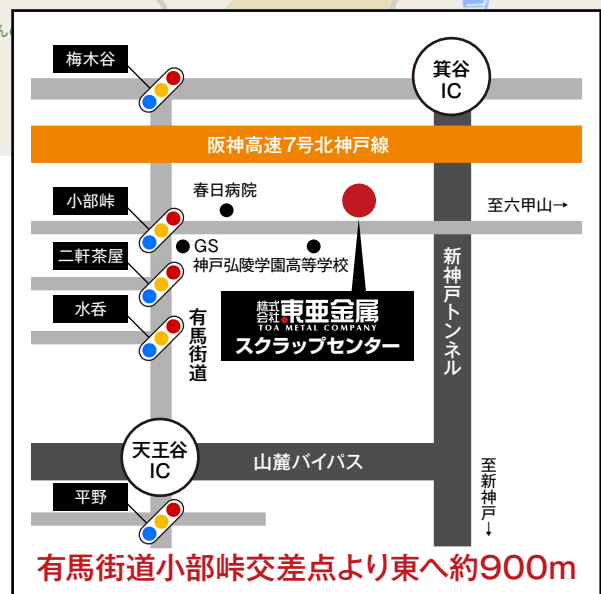 梅木谷
箕谷
IC
阪神高速7号北神戸線
春日病院
小部峠
至六甲山→
GS
二軒茶屋
神戸弘陵学園高等学校
水呑
有馬街道
株式会社 東亜金属
TOA METAL COMPANY
スクラップセンター
新神戸トンネル
天王谷
IC
山麓バイパス
至新神戸→
平野
有馬街道小部峠交差点より東へ約900m